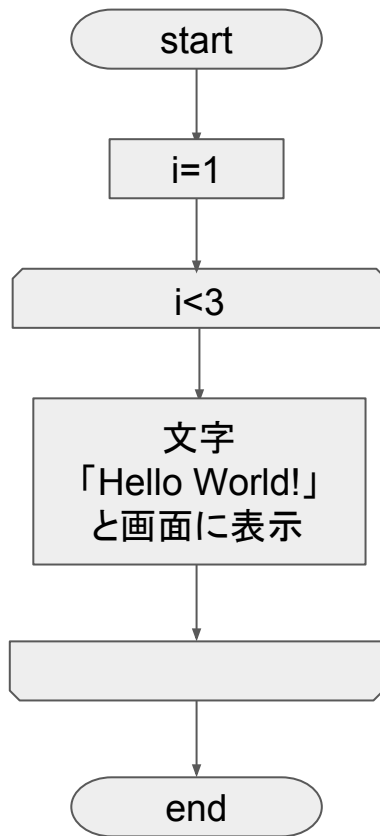 start
i=1
i<3
文字
「Hello World!」
と画面に表示
end